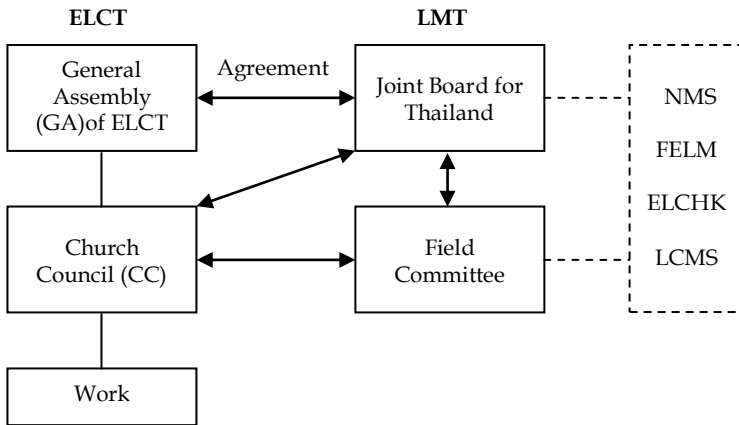 ELCT
LMT
General
Assembly
(GA)of ELCT
Agreement
Joint Board for
Thailand
NMS
FELM
ELCHK
LCMS
Church
Council (CC)
Field
Committee
Work